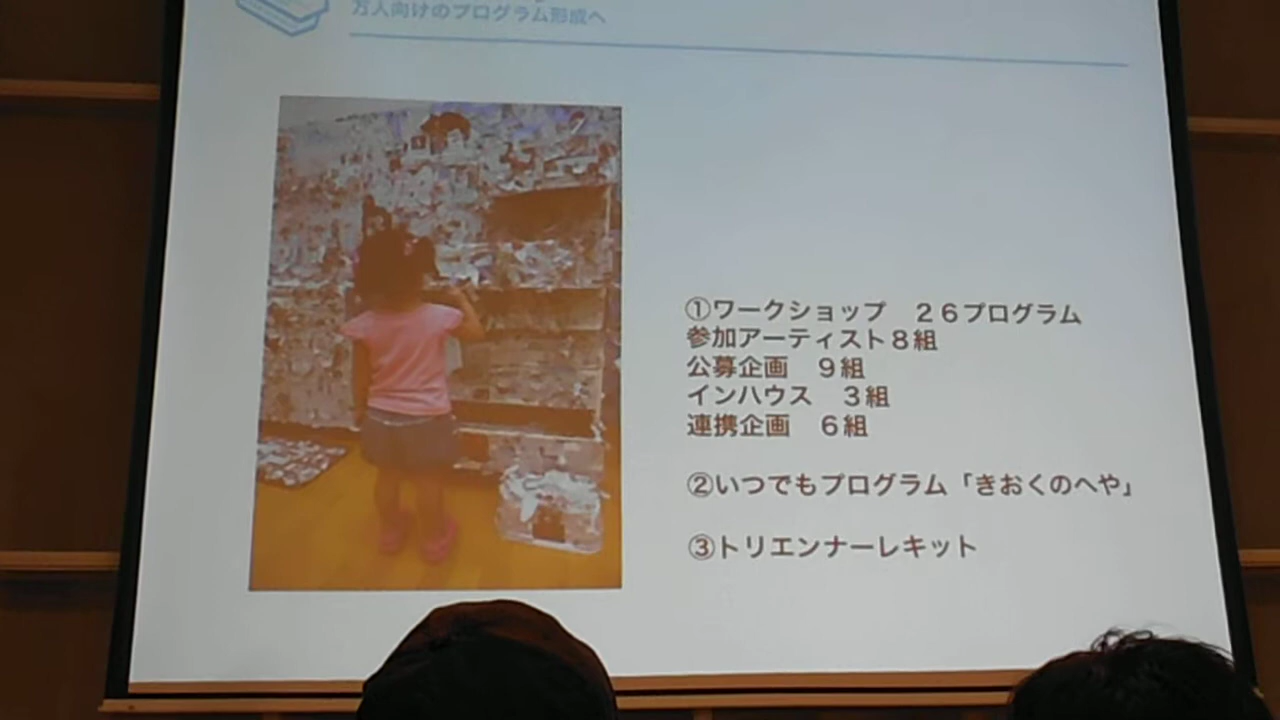 万人向けのプログラム形成へ
①ワークショップ　２６プログラム
参加アーティスト８組
公募企画　９組
インハウス　３組
連携企画　６組
②いつでもプログラム「きおくのへや」
③トリエンナーレキット